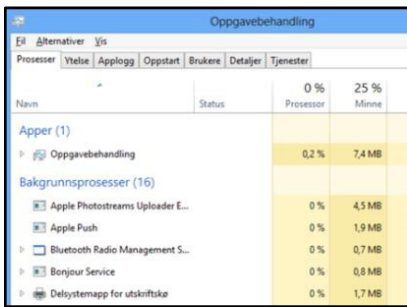 Oppgavebehandling
Fil Alternativer Vis
Prosesser Ytelse Applogg Oppstart Brukere Detaljer Tjenester
0 % 25 %
Navn Status Prosessor Minne
Apper (1)
Oppgavebehandling 0,2 % 7,4 MB
Bakgrunnsprosesser (16)
Apple Photostreams Uploader E... 0 % 4,5 MB
Apple Push 0 % 1,9 MB
Bluetooth Radio Management S... 0 % 0,7 MB
Bonjour Service 0 % 0,8 MB
Delsystemapp for utskriftskø 0 % 1,7 MB